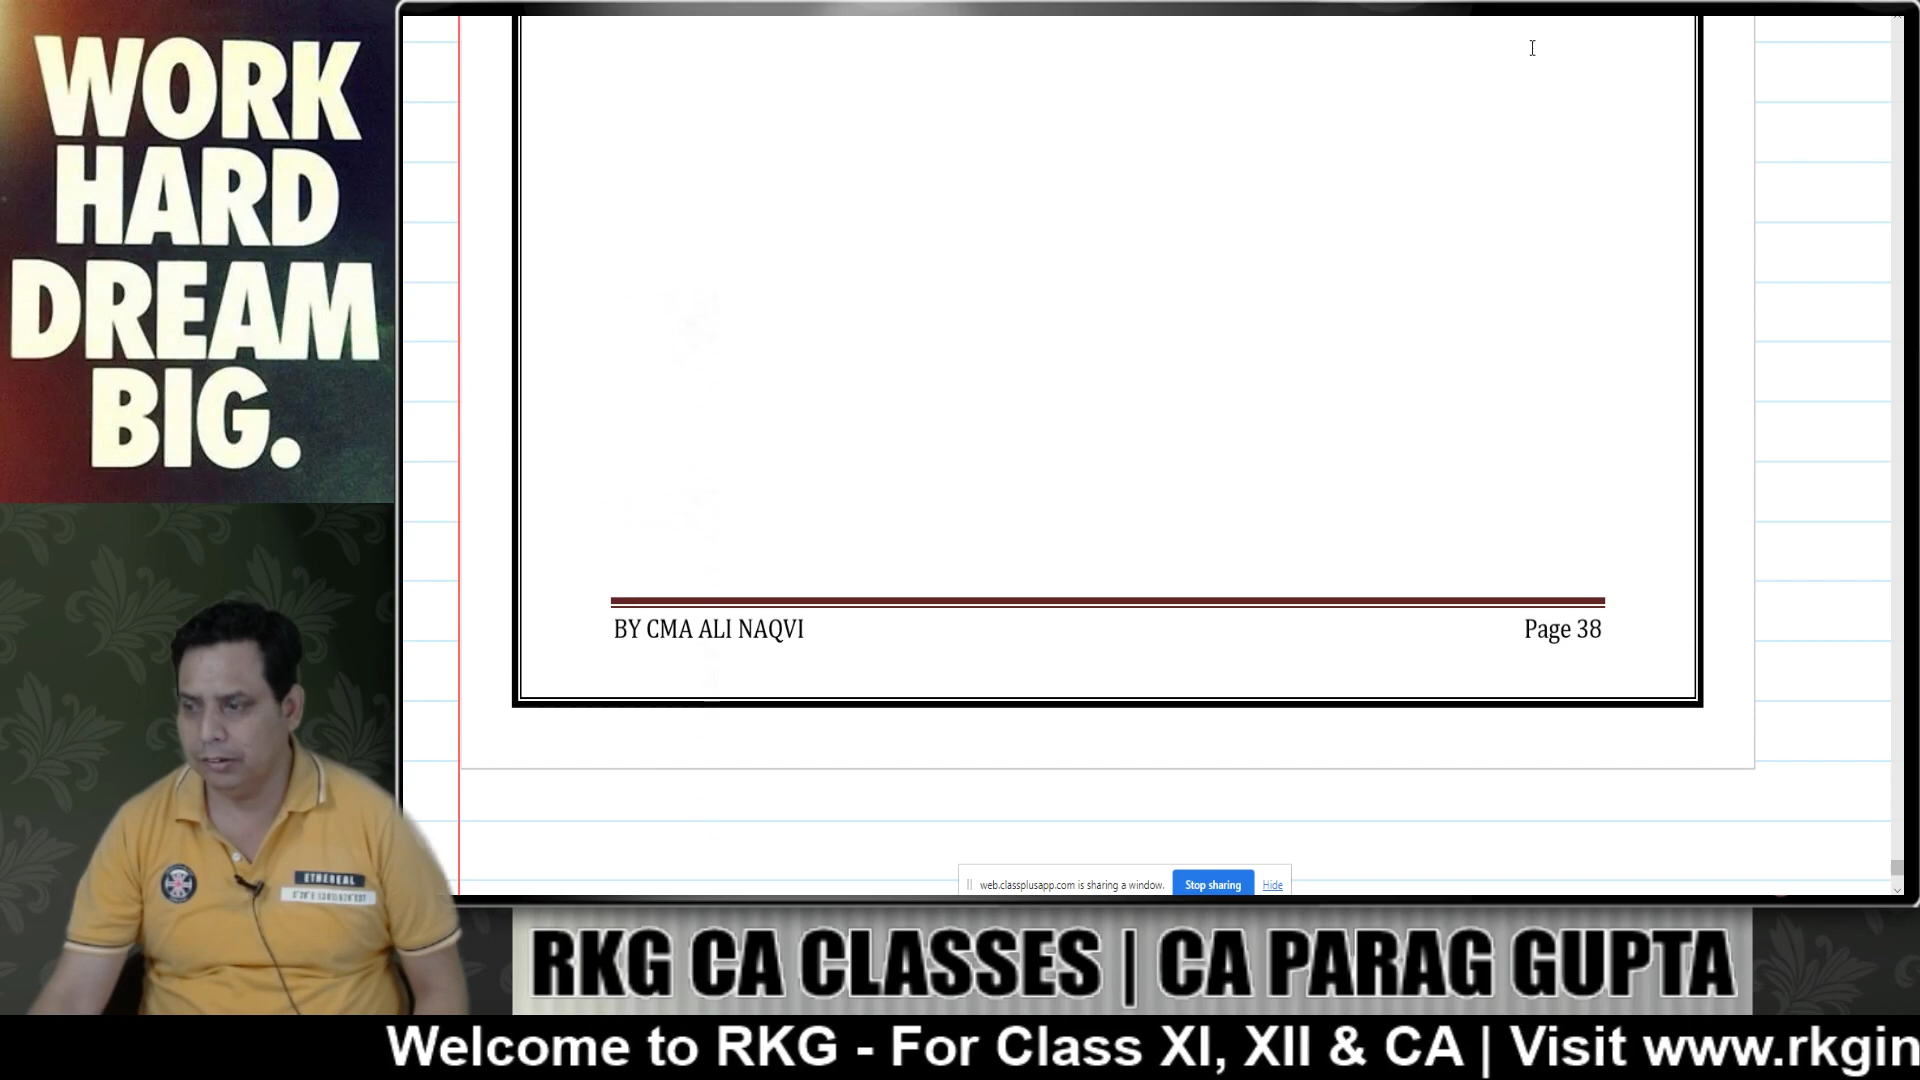 WORK
HARD
DREAM
BIG.
BY CMA ALI NAQVI
Page 38
web.classplusapp.com is sharing a window.
Stop sharing
Hide
ETHEREAL
RKG CA CLASSES | CA PARAG GUPTA
Welcome to RKG - For Class XI, XII & CA | Visit www.rkgin